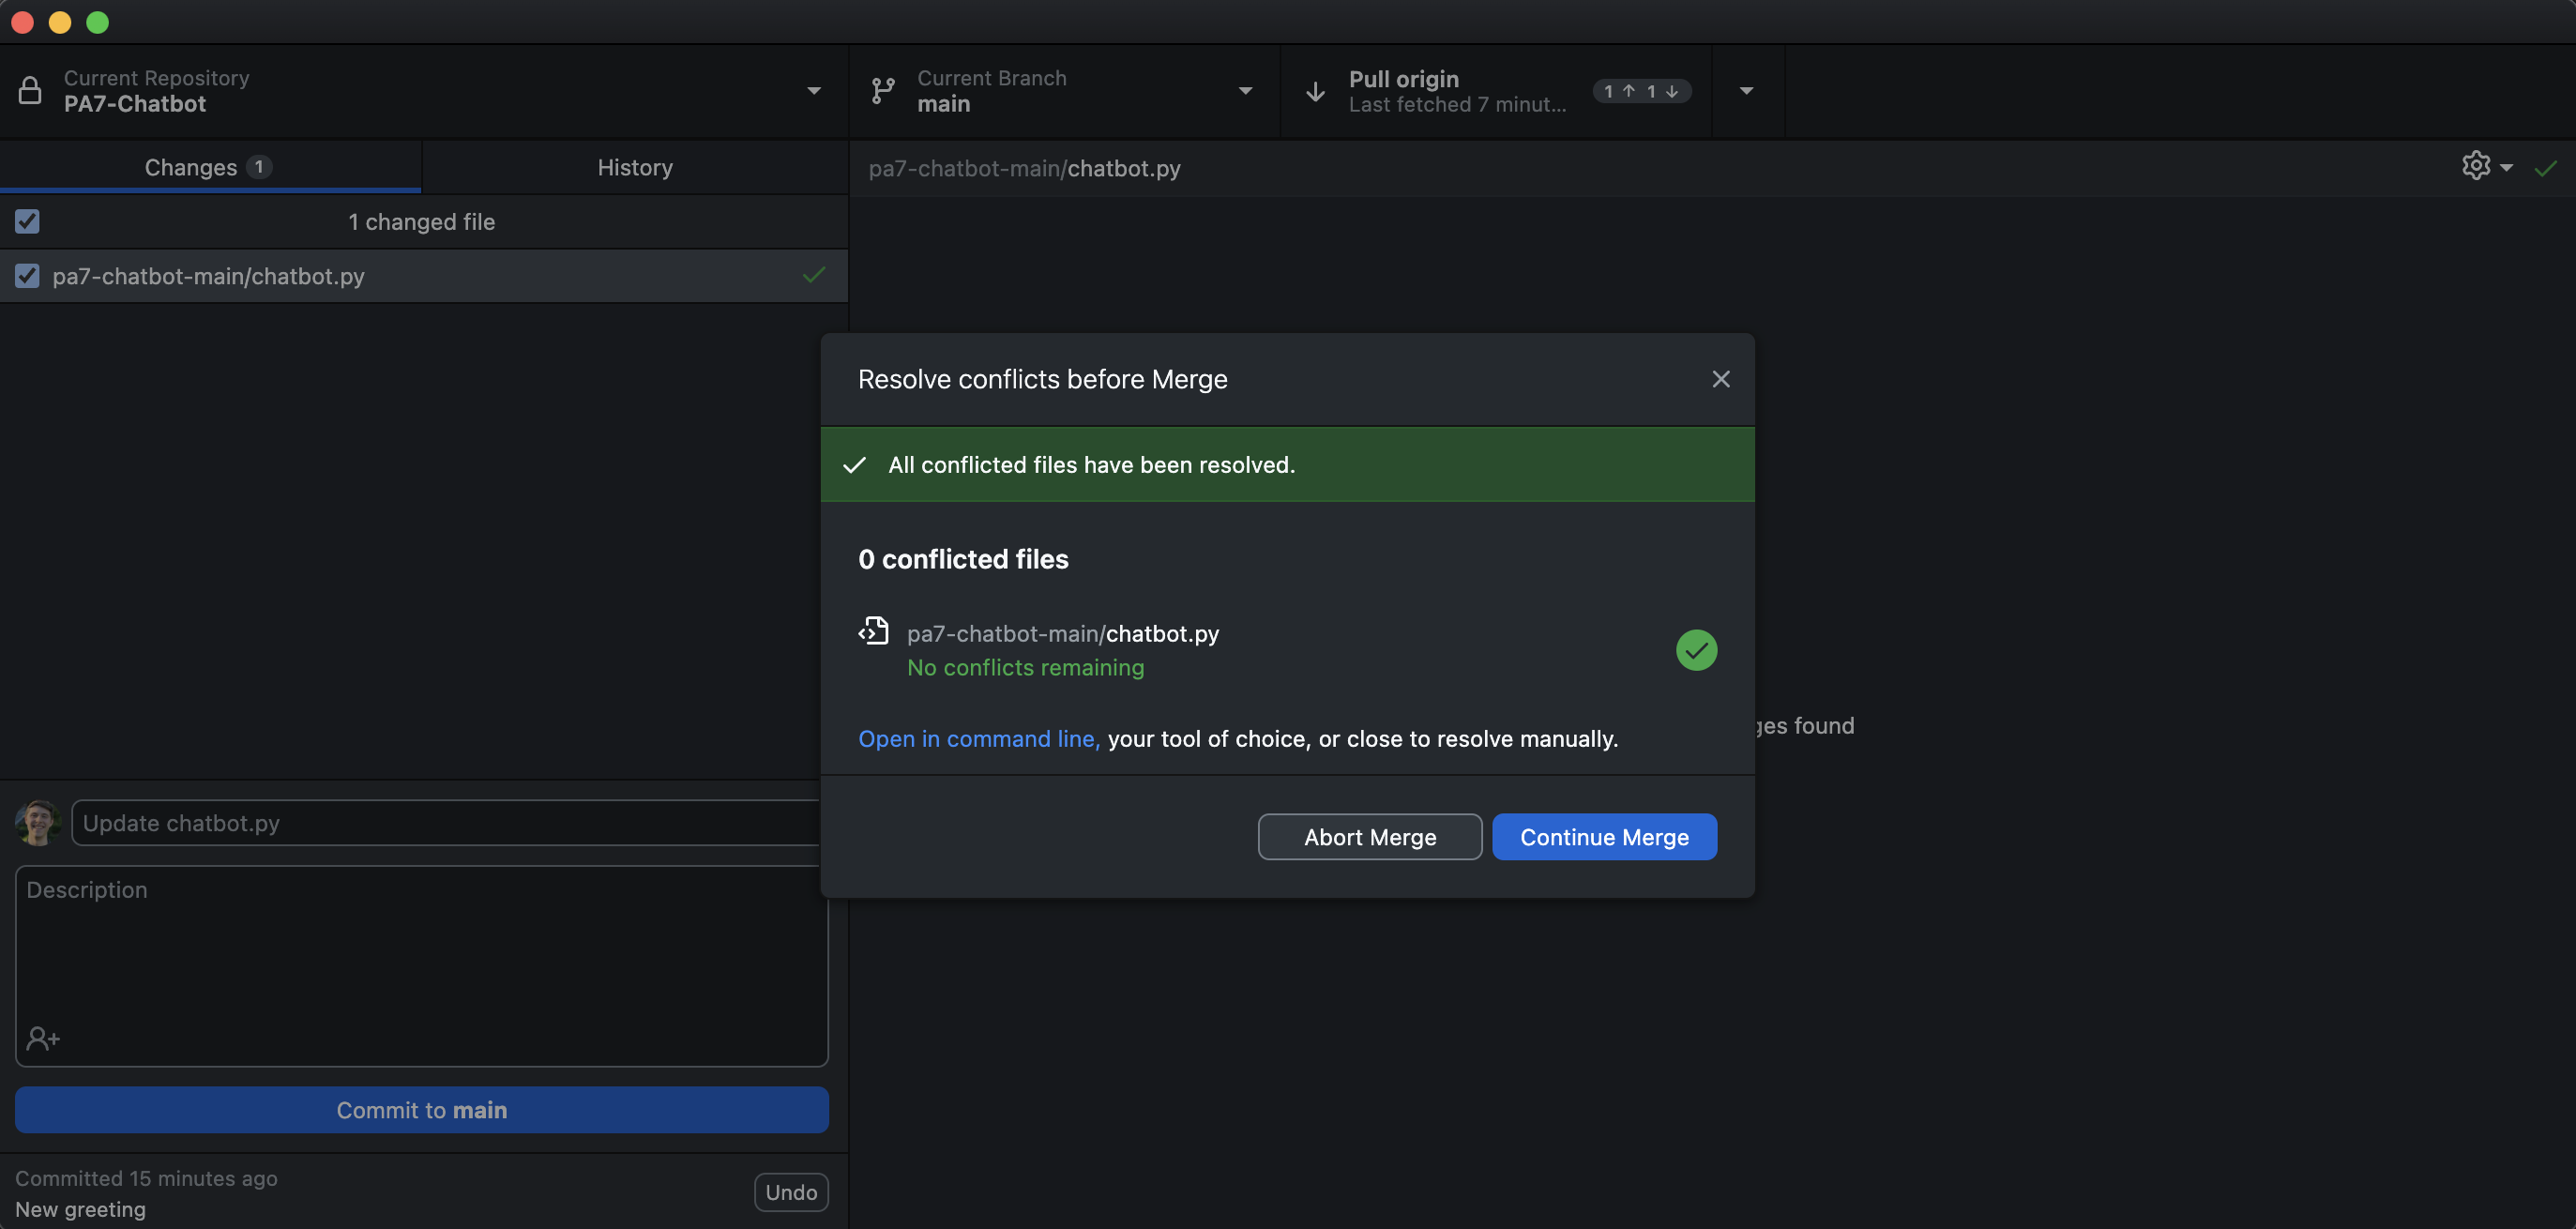 Current Repository
PA7-Chatbot
Current Branch
main
Pull origin
Last fetched 7 minut...
1 ↑ 1 ↓
Changes 1
History
pa7-chatbot-main/chatbot.py
1 changed file
pa7-chatbot-main/chatbot.py
Resolve conflicts before Merge
All conflicted files have been resolved.
0 conflicted files
pa7-chatbot-main/chatbot.py
No conflicts remaining
found
Open in command line, your tool of choice, or close to resolve manually.
Abort Merge
Continue Merge
Update chatbot.py
Description
Commit to main
Committed 15 minutes ago
New greeting
Undo